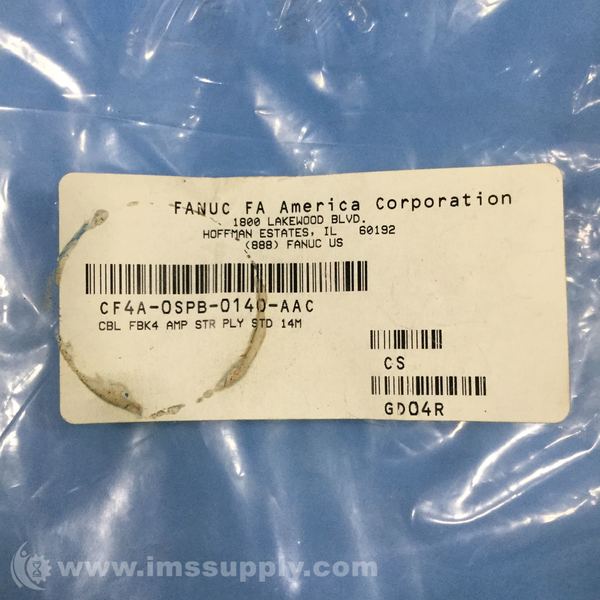 FANUC FA America Corporation
1800 LAKEWOOD BLVD.
HOFFMAN ESTATES, IL 60192
(888) FANUC US
CF4A-0SPB-0140-AAC
CBL FBK4 AMP STR PLY STD 14M
CS
GD04R
www.imssupply.com